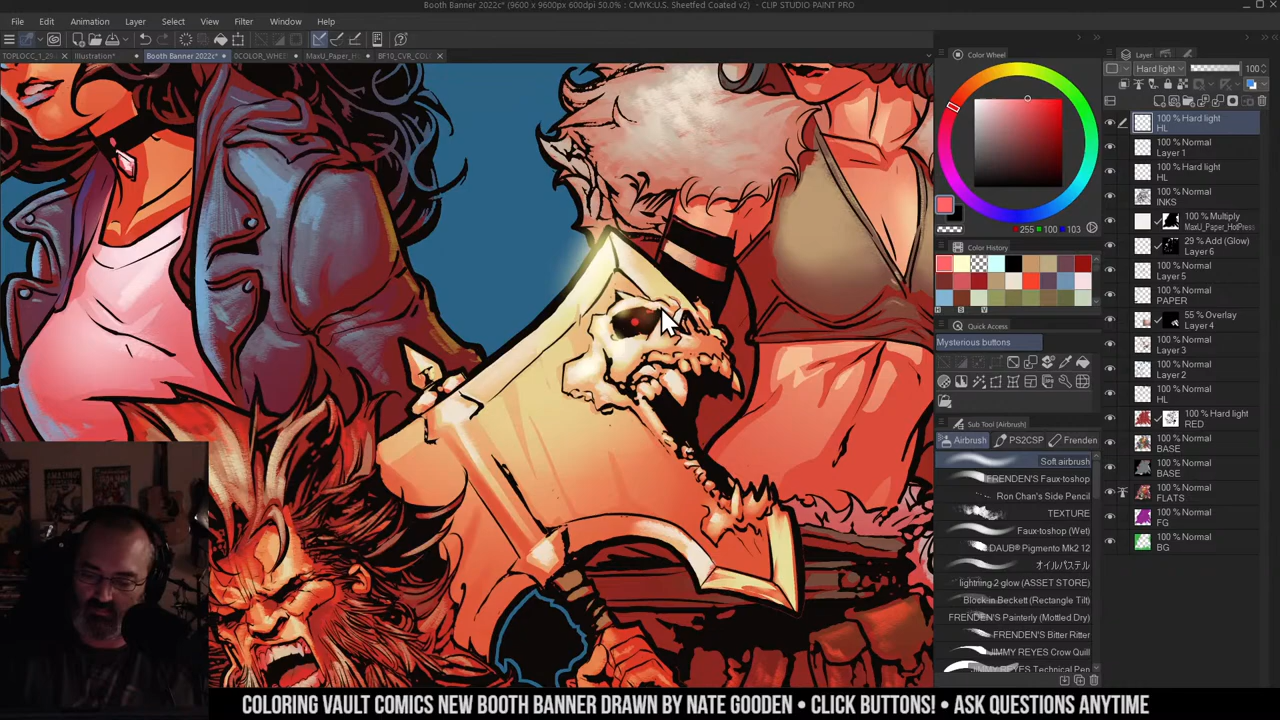 Booth Banner 2022c* (9600 x 9600px 600dpi 50.0% : CMYK:U.S. Sheetfed Coated v2) - CLIP STUDIO PAINT PRO
File Edit Animation Layer Select View Filter Window Help
Illustration* Booth Banner 2022c*
Color Wheel
255 100 103
Color History
H S V
Quick Access
Mysterious buttons
Sub Tool [Airbrush]
Airbrush PS2CSP Frenden
Soft airbrush
FRENDEN'S Faux-toshop
Ron Chan's Side Pencil
TEXTURE
Faux-toshop (Wet)
DAUB® Pigmento Mk2 12
オイルパステル
lightning 2 glow (ASSET STORE)
Block-in Beckett (Rectangle Tilt)
FRENDEN'S Painterly (Mottled Dry)
FRENDEN'S Bitter Ritter
JIMMY REYES Crow Quill
JIMMY REYES Technical Pen
Layer
Hard light 100
100 % Hard light
HL
100 % Normal
Layer 1
100 % Hard light
HL
100 % Normal
INKS
100 % Multiply
MaxU_Paper_HotPress
29 % Add (Glow)
Layer 6
100 % Normal
Layer 5
100 % Normal
PAPER
55 % Overlay
Layer 4
100 % Normal
Layer 3
100 % Normal
Layer 2
100 % Normal
HL
100 % Hard light
RED
100 % Normal
BASE
100 % Normal
BASE
100 % Normal
FLATS
100 % Normal
FG
100 % Normal
BG
COLORING VAULT COMICS NEW BOOTH BANNER DRAWN BY NATE GOODEN • CLICK BUTTONS! • ASK QUESTIONS ANYTIME